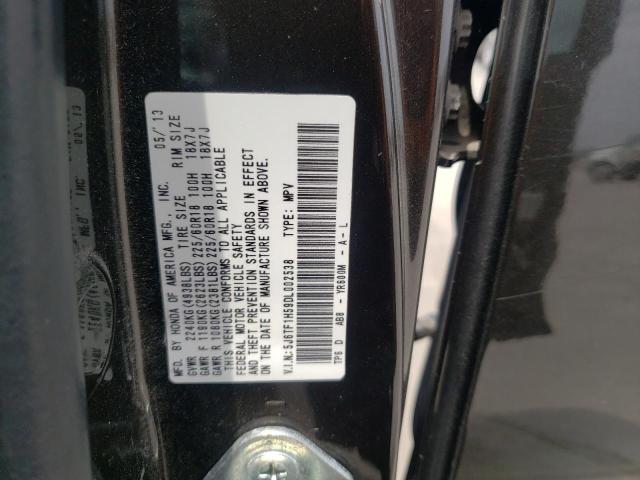 MFD. BY HONDA OF AMERICA MFG., INC. 05/'13
GVWR 2240KG(4938LBS) TIRE SIZE RIM SIZE
GAWR F 1190KG(2623LBS) 225/60R18 100H 18X7J
GAWR R 1080KG(2381LBS) 225/60R18 100H 18X7J
THIS VEHICLE CONFORMS TO ALL APPLICABLE
FEDERAL MOTOR VEHICLE SAFETY
AND THEFT PREVENTION STANDARDS IN EFFECT
ON THE DATE OF MANUFACTURE SHOWN ABOVE.
V.I.N.: 5J6TF1H59DL002538 TYPE: MPV
TP6 D AB8 - YR600M - A - L